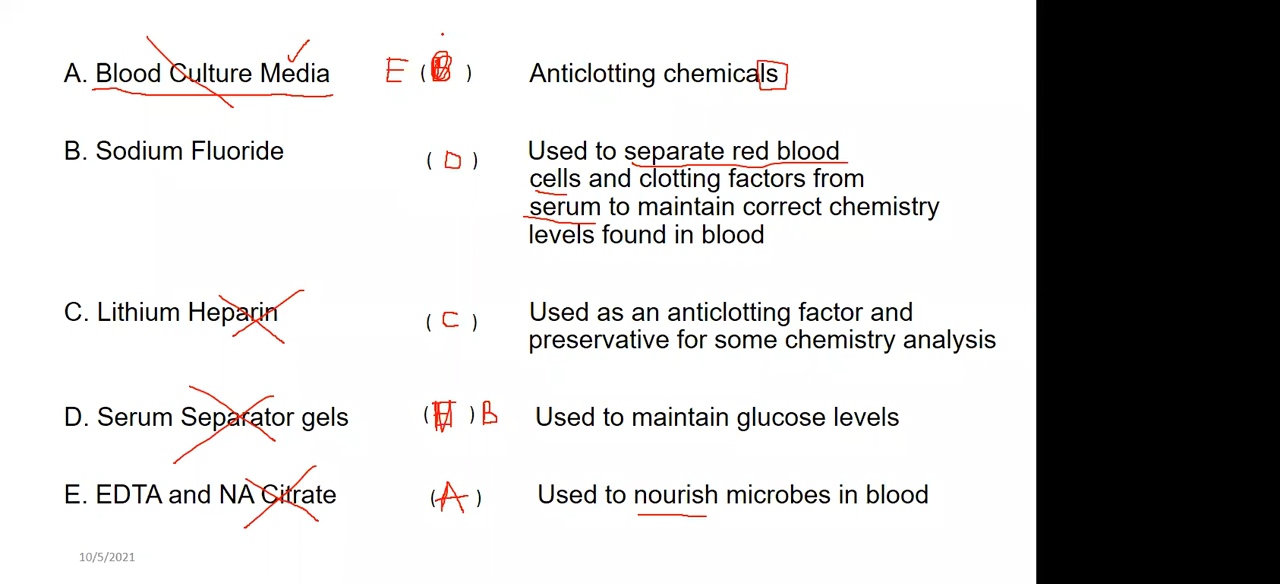 A. Blood Culture Media E ( B ) Anticlotting chemicals
B. Sodium Fluoride ( D ) Used to separate red blood
cells and clotting factors from
serum to maintain correct chemistry
levels found in blood
C. Lithium Heparin ( C ) Used as an anticlotting factor and
preservative for some chemistry analysis
D. Serum Separator gels ( ) B Used to maintain glucose levels
E. EDTA and NA Citrate (A) Used to nourish microbes in blood
10/5/2021